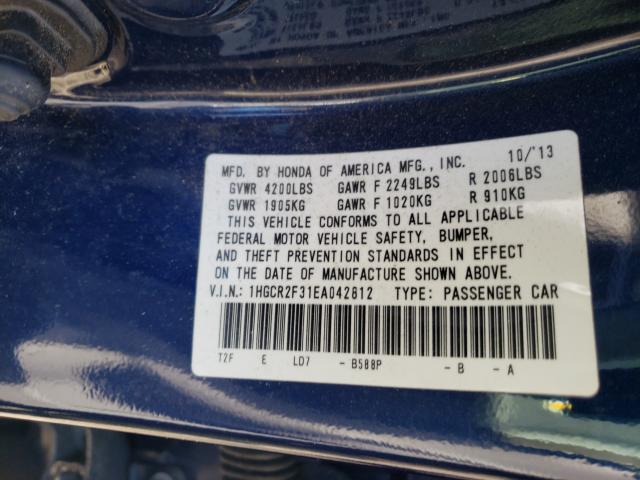 MFD. BY HONDA OF AMERICA MFG., INC. 10/'13
GVWR 4200LBS GAWR F 2249LBS R 2006LBS
GVWR 1905KG GAWR F 1020KG R 910KG
THIS VEHICLE CONFORMS TO ALL APPLICABLE
FEDERAL MOTOR VEHICLE SAFETY, BUMPER,
AND THEFT PREVENTION STANDARDS IN EFFECT
ON THE DATE OF MANUFACTURE SHOWN ABOVE.
V.I.N.: 1HGCR2F31EA042812 TYPE: PASSENGER CAR
T2F E LD7 - B588P - B - A